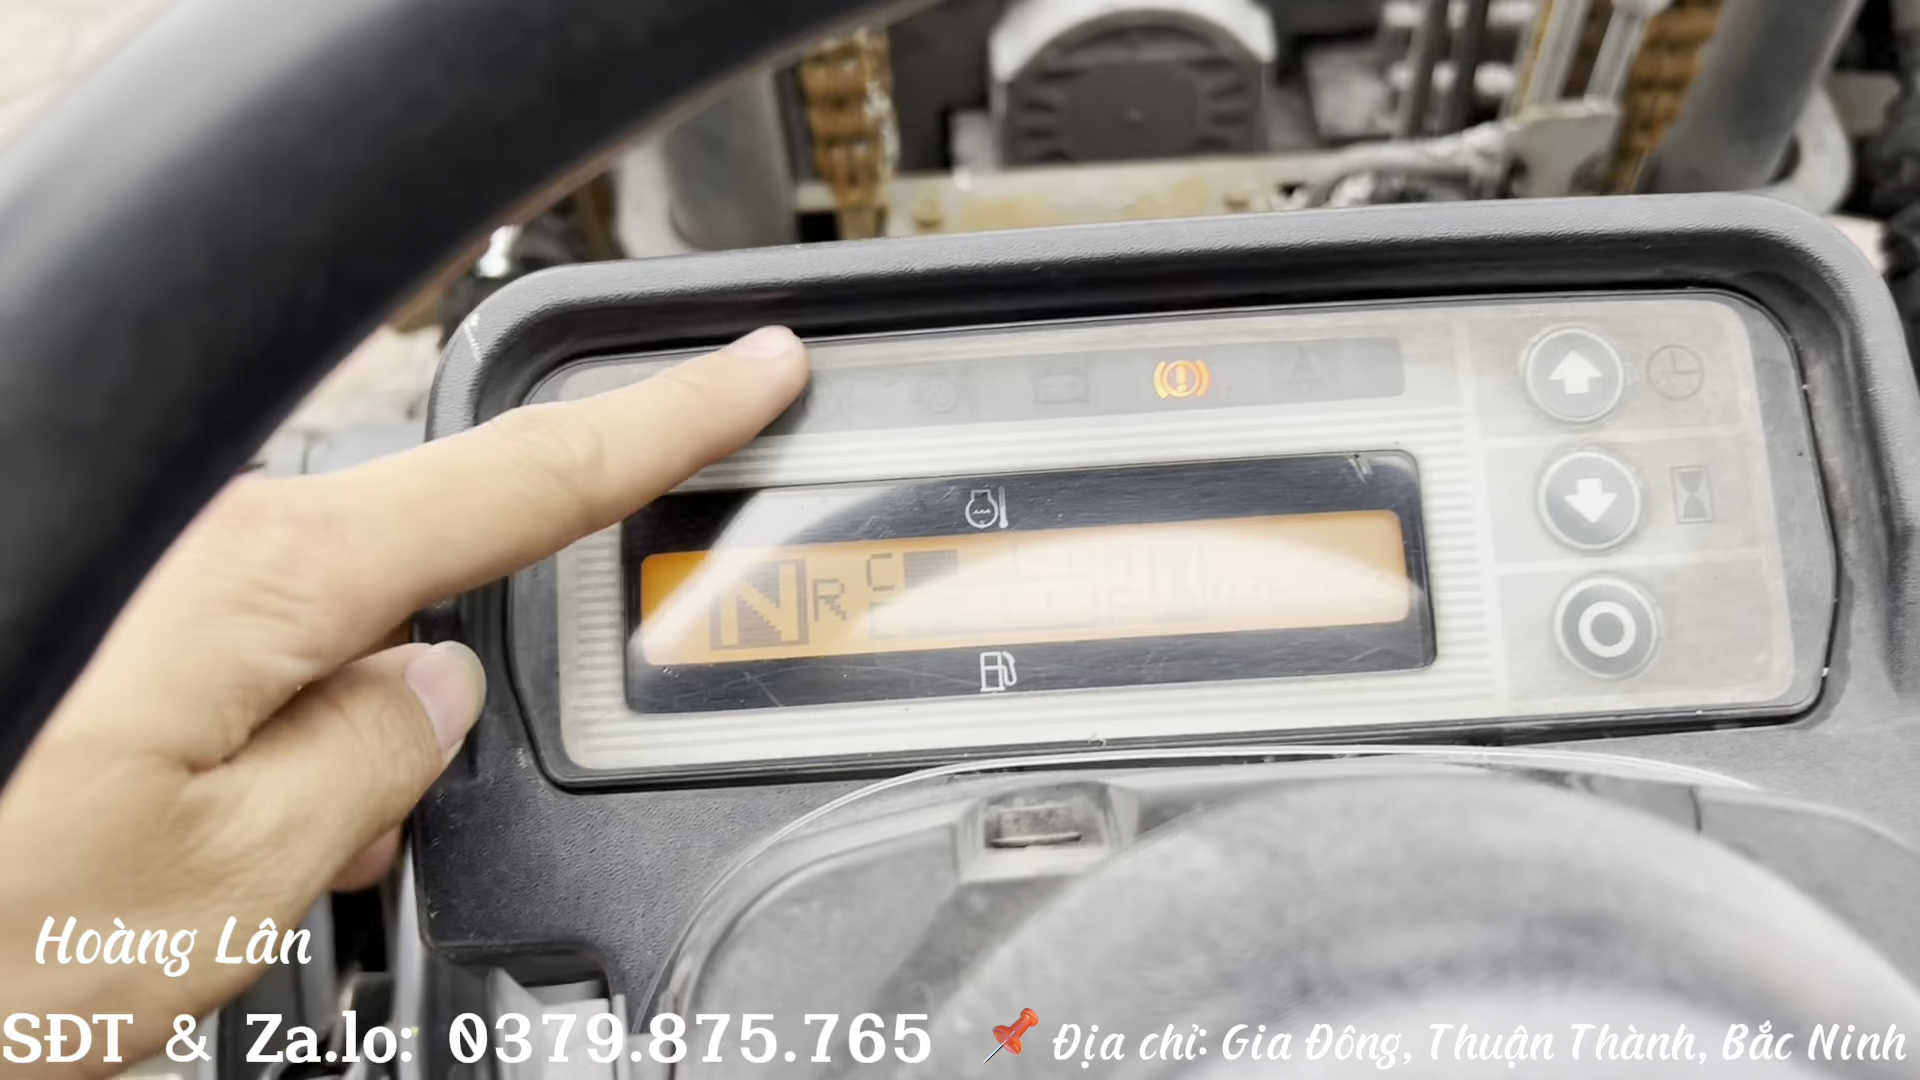 N R C
Hoàng Lân
SĐT & Za.lo: 0379.875.765
Địa chỉ: Gia Đông, Thuận Thành, Bắc Ninh